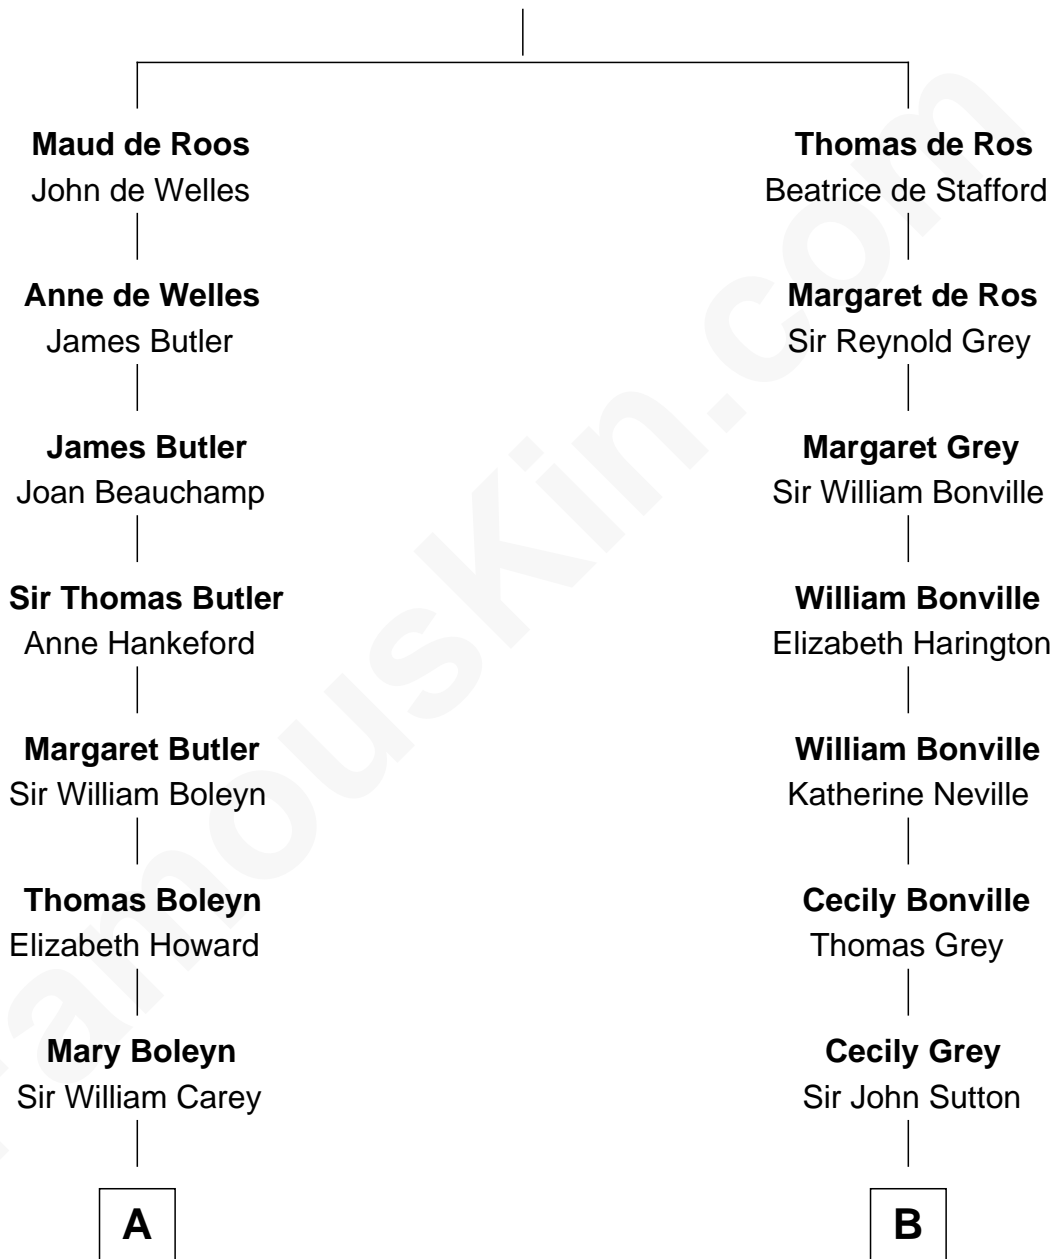 Maud de Roos
John de Welles
Anne de Welles
James Butler
James Butler
Joan Beauchamp
Sir Thomas Butler
Anne Hankeford
Margaret Butler
Sir William Boleyn
Thomas Boleyn
Elizabeth Howard
Mary Boleyn
Sir William Carey
A
Thomas de Ros
Beatrice de Stafford
Margaret de Ros
Sir Reynold Grey
Margaret Grey
Sir William Bonville
William Bonville
Elizabeth Harington
William Bonville
Katherine Neville
Cecily Bonville
Thomas Grey
Cecily Grey
Sir John Sutton
B
FamousKin.com